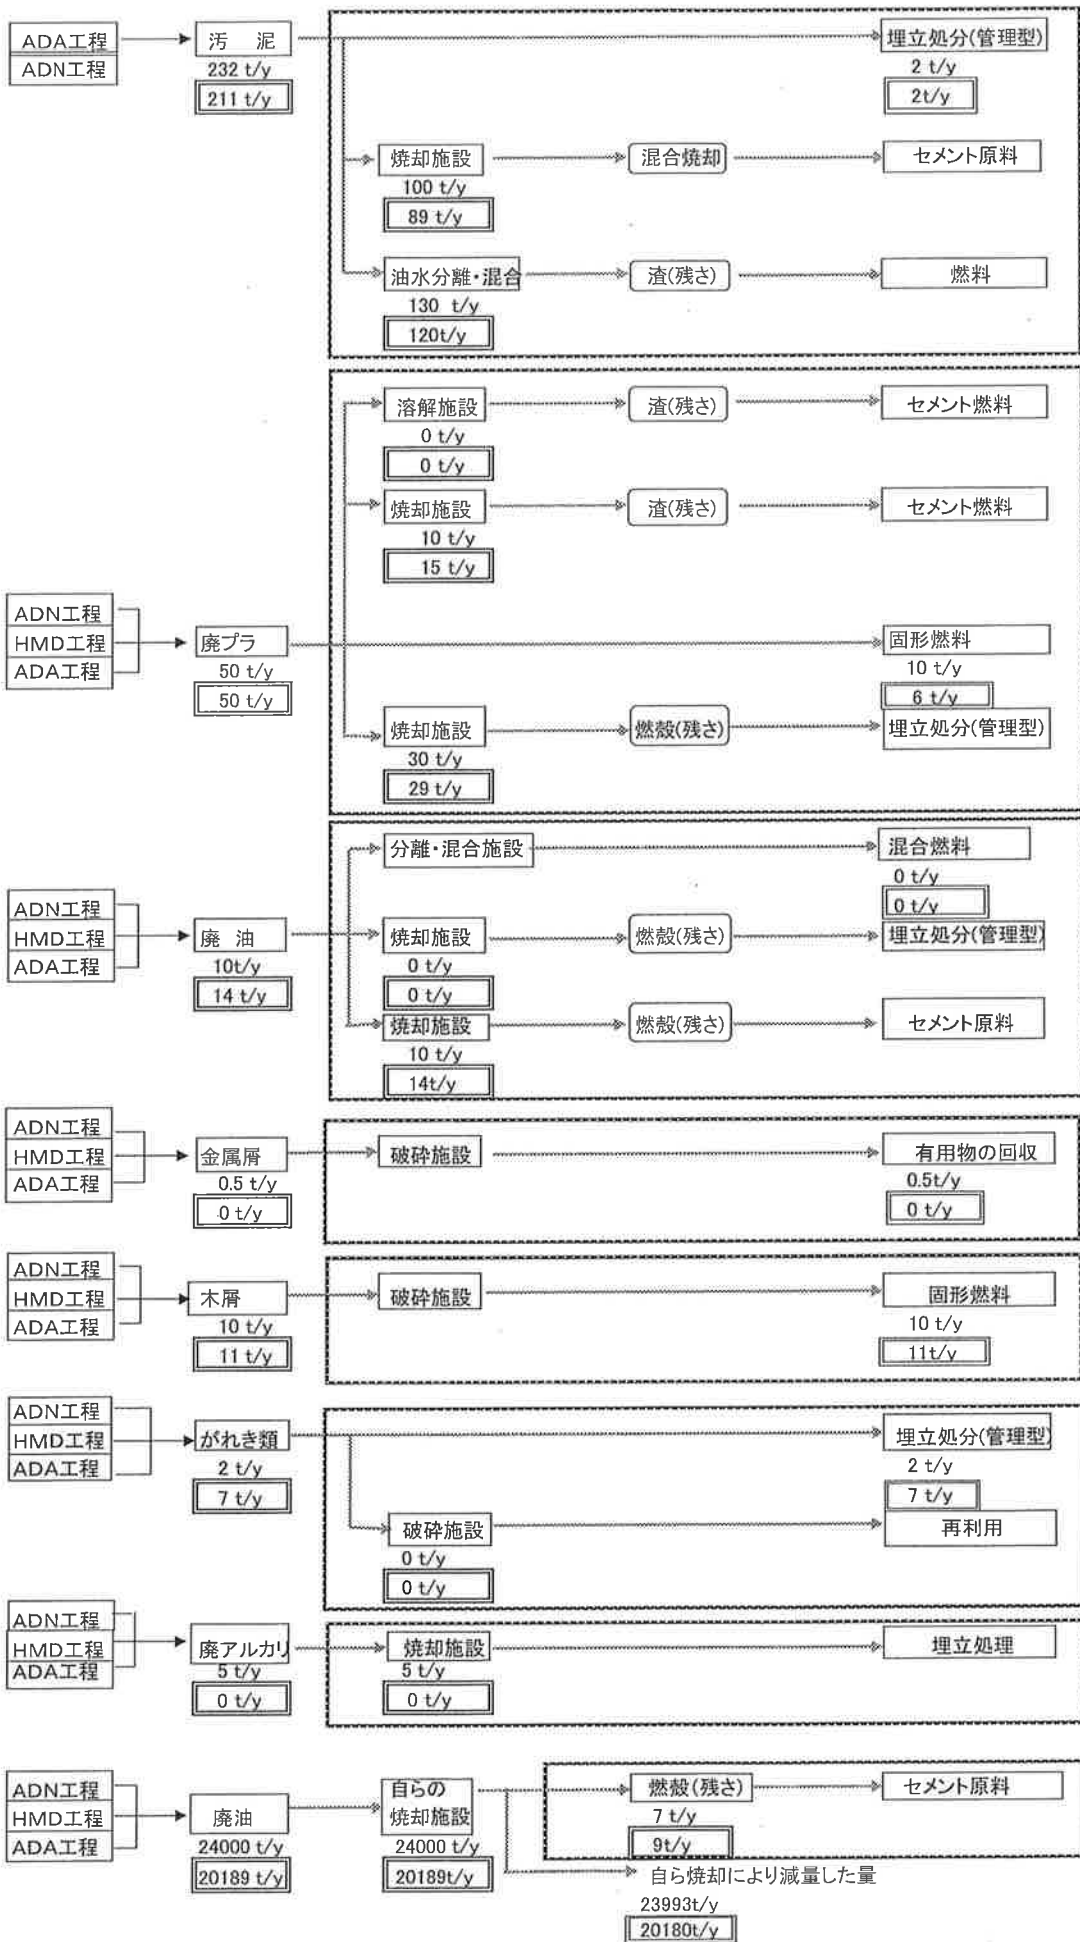 ADA工程
ADN工程
汚 泥
232 t/y
211 t/y
埋立処分(管理型)
2 t/y
2t/y
焼却施設
100 t/y
89 t/y
混合焼却
セメント原料
油水分離・混合
130 t/y
120t/y
渣(残さ)
燃料
溶解施設
0 t/y
0 t/y
渣(残さ)
セメント燃料
焼却施設
10 t/y
15 t/y
渣(残さ)
セメント燃料
ADN工程
HMD工程
ADA工程
廃プラ
50 t/y
50 t/y
固形燃料
10 t/y
6 t/y
焼却施設
30 t/y
29 t/y
燃殻(残さ)
埋立処分(管理型)
分離・混合施設
混合燃料
0 t/y
0 t/y
ADN工程
HMD工程
ADA工程
廃 油
10t/y
14 t/y
焼却施設
0 t/y
0 t/y
燃殻(残さ)
埋立処分(管理型)
焼却施設
10 t/y
14t/y
燃殻(残さ)
セメント原料
ADN工程
HMD工程
ADA工程
金属屑
0.5 t/y
0 t/y
破砕施設
有用物の回収
0.5t/y
0 t/y
ADN工程
HMD工程
ADA工程
木屑
10 t/y
11 t/y
破砕施設
固形燃料
10 t/y
11t/y
ADN工程
HMD工程
ADA工程
がれき類
2 t/y
7 t/y
埋立処分(管理型)
2 t/y
7 t/y
破砕施設
0 t/y
0 t/y
再利用
ADN工程
HMD工程
ADA工程
廃アルカリ
5 t/y
0 t/y
焼却施設
5 t/y
0 t/y
埋立処理
ADN工程
HMD工程
ADA工程
廃油
24000 t/y
20189 t/y
自らの
焼却施設
24000 t/y
20189t/y
燃殻(残さ)
7 t/y
9t/y
セメント原料
自ら焼却により減量した量
23993t/y
20180t/y